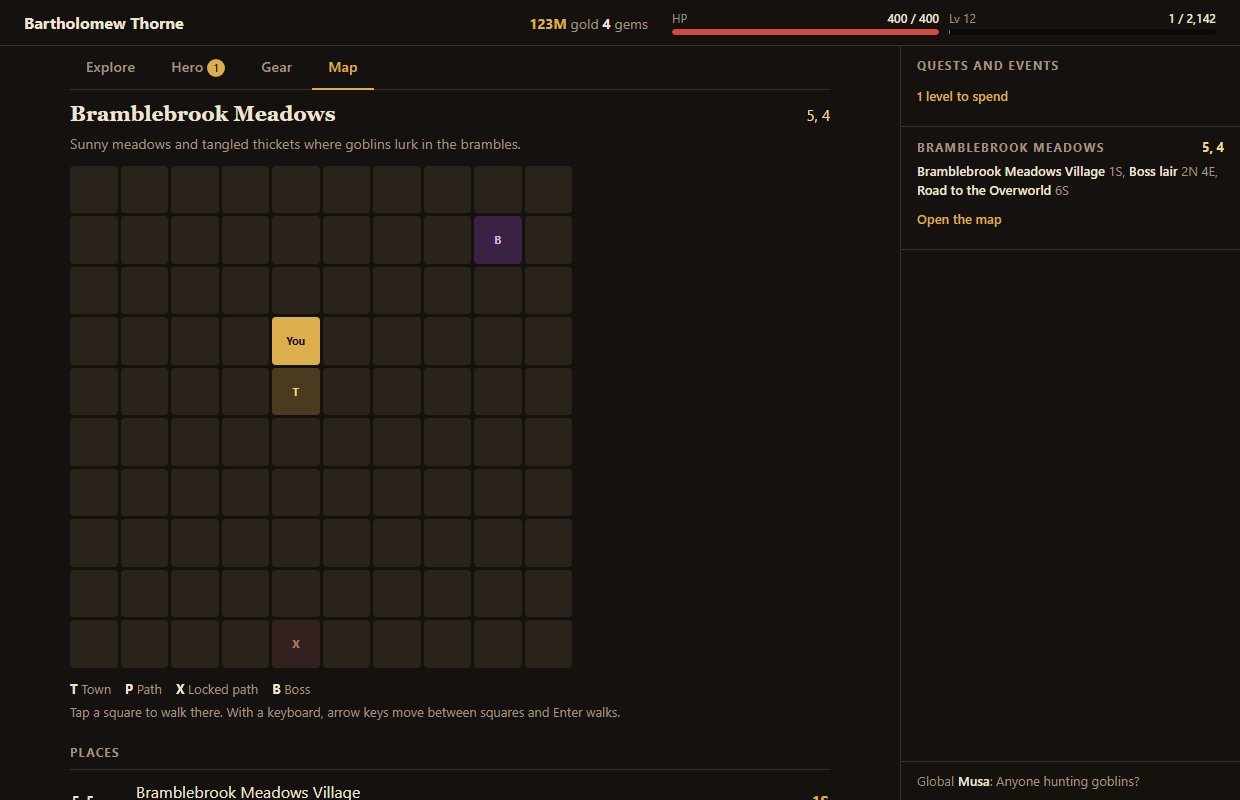 Bartholomew Thorne
123M gold 4 gems
HP 400 / 400
Lv 12 1 / 2,142
Explore
Hero 1
Gear
Map
Bramblebrook Meadows
5, 4
Sunny meadows and tangled thickets where goblins lurk in the brambles.
B
You
T
X
T Town P Path X Locked path B Boss
Tap a square to walk there. With a keyboard, arrow keys move between squares and Enter walks.
PLACES
5, 5
Bramblebrook Meadows Village
1S
QUESTS AND EVENTS
1 level to spend
BRAMBLEBROOK MEADOWS 5, 4
Bramblebrook Meadows Village 1S, Boss lair 2N 4E,
Road to the Overworld 6S
Open the map
Global Musa: Anyone hunting goblins?